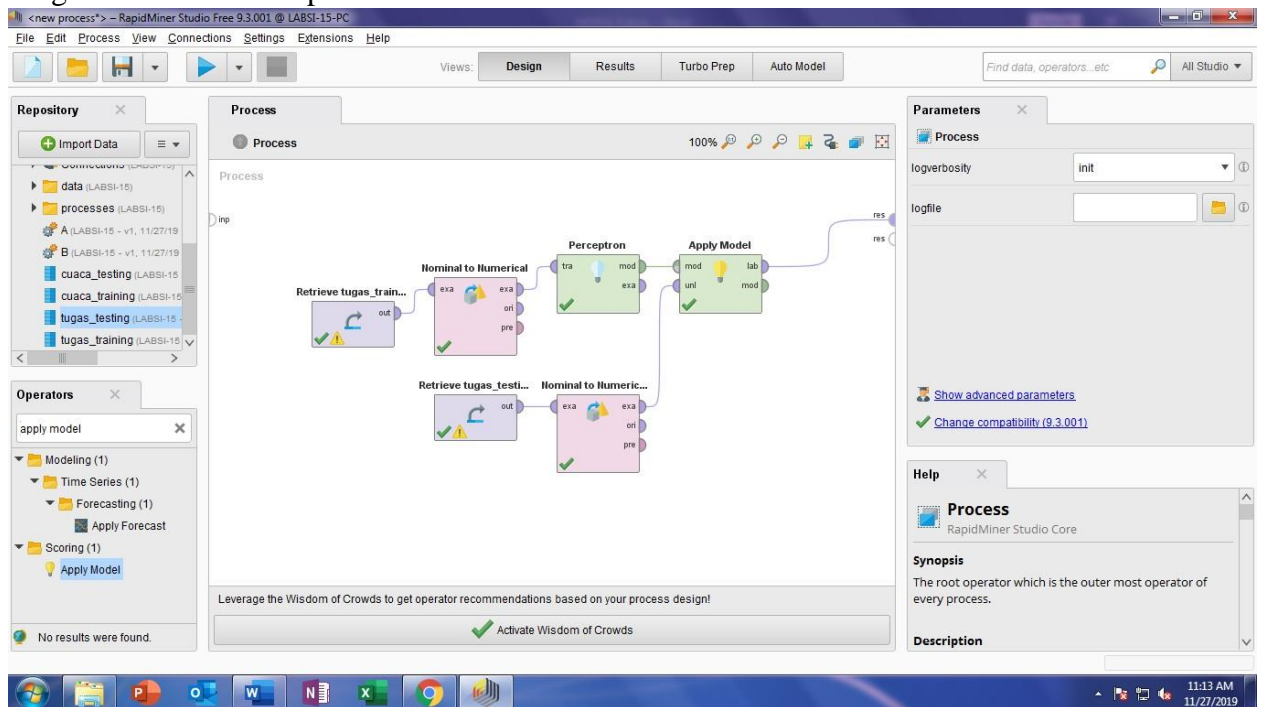 <new process*> – RapidMiner Studio Free 9.3.001 @ LABSI-15-PC
File Edit Process View Connections Settings Extensions Help
Views: Design Results Turbo Prep Auto Model
Find data, operators...etc
All Studio
Repository
Import Data
data (LABSI-15)
processes (LABSI-15)
A (LABSI-15 - v1, 11/27/19
B (LABSI-15 - v1, 11/27/19
cuaca_testing (LABSI-15
cuaca_training (LABSI-15
tugas_testing (LABSI-15 -
tugas_training (LABSI-15
Operators
apply model
Modeling (1)
Time Series (1)
Forecasting (1)
Apply Forecast
Scoring (1)
Apply Model
No results were found.
Process
Process
100%
Process
inp
res
res
Retrieve tugas_train...
out
Nominal to Numerical
exa exa
ori
pre
Perceptron
tra mod
exa
Apply Model
mod lab
unl mod
Retrieve tugas_testi...
out
Nominal to Numeric...
exa exa
ori
pre
Leverage the Wisdom of Crowds to get operator recommendations based on your process design!
Activate Wisdom of Crowds
Parameters
Process
logverbosity init
logfile
Show advanced parameters
Change compatibility (9.3.001)
Help
Process
RapidMiner Studio Core
Synopsis
The root operator which is the outer most operator of
every process.
Description
11:13 AM
11/27/2019